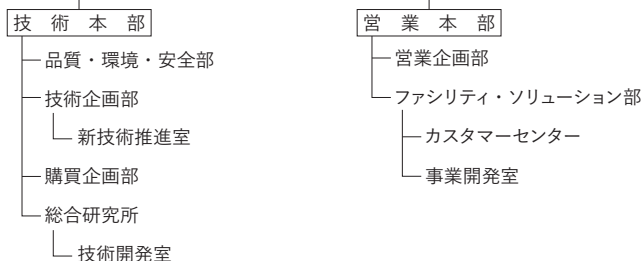 技術本部
品質・環境・安全部
技術企画部
新技術推進室
購買企画部
総合研究所
技術開発室
営業本部
営業企画部
ファシリティ・ソリューション部
カスタマーセンター
事業開発室